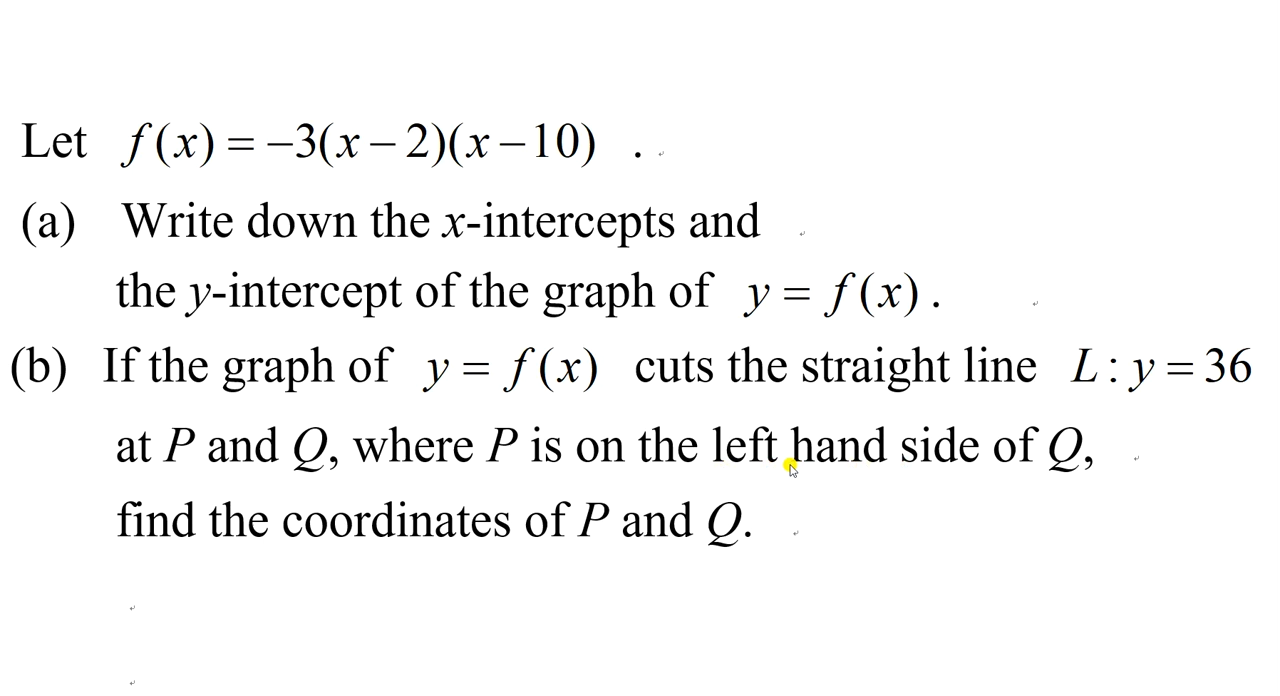 Let f(x) = −3(x − 2)(x − 10) .
(a) Write down the x-intercepts and
the y-intercept of the graph of y = f(x) .
(b) If the graph of y = f(x) cuts the straight line L : y = 36
at P and Q, where P is on the left hand side of Q,
find the coordinates of P and Q.